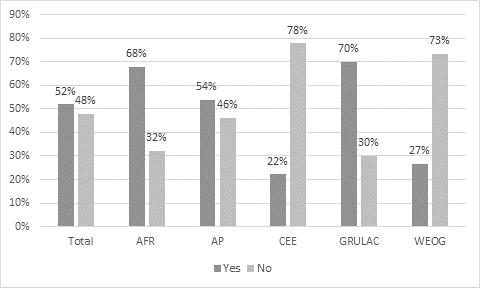 90%
80%
70%
60%
50%
40%
30%
20%
10%
0%
52%
48%
68%
32%
54%
46%
22%
78%
70%
30%
27%
73%
Total
AFR
AP
CEE
GRULAC
WEOG
Yes
No